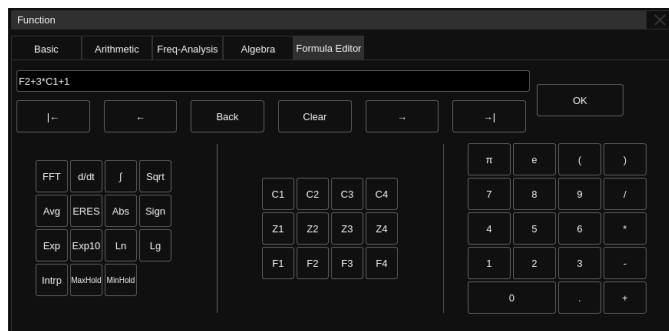 Function
Basic Arithmetic Freq-Analysis Algebra Formula Editor
F2+3*C1+1
OK
|← ← Back Clear → →|
π e ( )
FFT d/dt ∫ Sqrt
C1 C2 C3 C4 7 8 9 /
Avg ERES Abs Sign
Z1 Z2 Z3 Z4 4 5 6 *
Exp Exp10 Ln Lg
F1 F2 F3 F4 1 2 3 -
Intrp MaxHold MinHold
0 . +